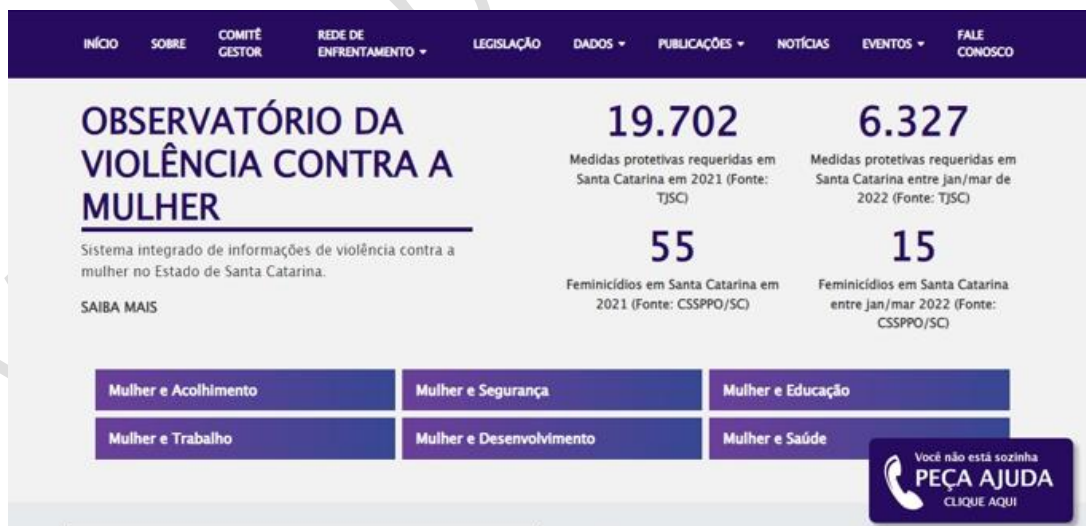 INÍCIO
SOBRE
COMITÊ
GESTOR
REDE DE
ENFRENTAMENTO
LEGISLAÇÃO
DADOS
PUBLICAÇÕES
NOTÍCIAS
EVENTOS
FALE
CONOSCO
OBSERVATÓRIO DA
VIOLÊNCIA CONTRA A
MULHER
Sistema integrado de informações de violência contra a
mulher no Estado de Santa Catarina.
SAIBA MAIS
19.702
Medidas protetivas requeridas em
Santa Catarina em 2021 (Fonte:
TJSC)
6.327
Medidas protetivas requeridas em
Santa Catarina entre jan/mar de
2022 (Fonte: TJSC)
55
Feminicídios em Santa Catarina em
2021 (Fonte: CSSPPO/SC)
15
Feminicídios em Santa Catarina
entre jan/mar 2022 (Fonte:
CSSPPO/SC)
Mulher e Acolhimento
Mulher e Segurança
Mulher e Educação
Mulher e Trabalho
Mulher e Desenvolvimento
Mulher e Saúde
Você não está sozinha
PEÇA AJUDA
CLIQUE AQUI